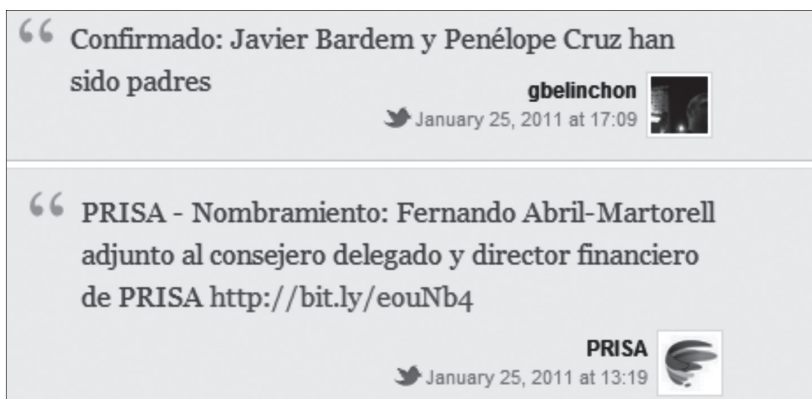 Confirmado: Javier Bardem y Penélope Cruz han
sido padres
gbelinchon
January 25, 2011 at 17:09
PRISA - Nombramiento: Fernando Abril-Martorell
adjunto al consejero delegado y director financiero
de PRISA http://bit.ly/eouNb4
PRISA
January 25, 2011 at 13:19